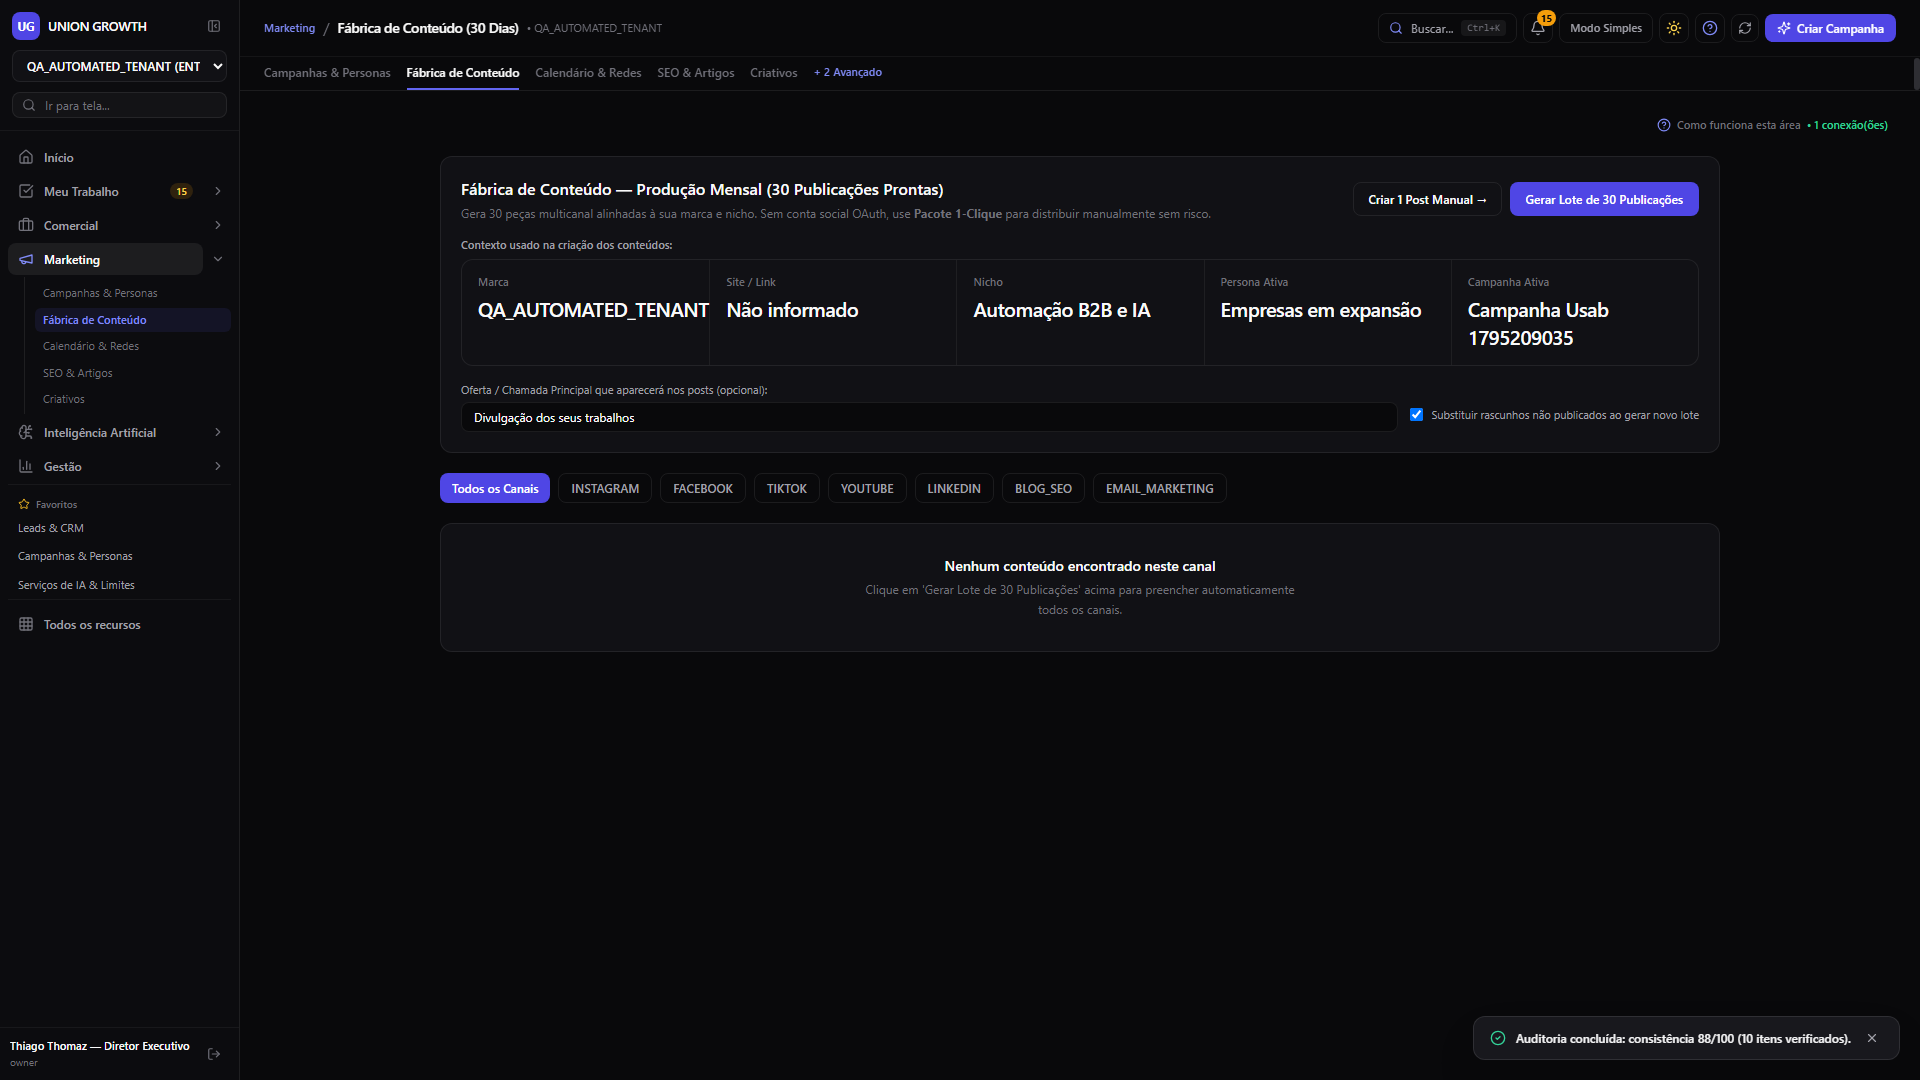 UG UNION GROWTH
QA_AUTOMATED_TENANT (ENT
Ir para tela...
Início
Meu Trabalho 15
Comercial
Marketing
Campanhas & Personas
Fábrica de Conteúdo
Calendário & Redes
SEO & Artigos
Criativos
Inteligência Artificial
Gestão
Favoritos
Leads & CRM
Campanhas & Personas
Serviços de IA & Limites
Todos os recursos
Thiago Thomaz — Diretor Executivo
owner
Marketing / Fábrica de Conteúdo (30 Dias) • QA_AUTOMATED_TENANT
Buscar... Ctrl+K
15
Modo Simples
Criar Campanha
Campanhas & Personas Fábrica de Conteúdo Calendário & Redes SEO & Artigos Criativos + 2 Avançado
Como funciona esta área • 1 conexão(ões)
Fábrica de Conteúdo — Produção Mensal (30 Publicações Prontas)
Gera 30 peças multicanal alinhadas à sua marca e nicho. Sem conta social OAuth, use Pacote 1-Clique para distribuir manualmente sem risco.
Criar 1 Post Manual →
Gerar Lote de 30 Publicações
Contexto usado na criação dos conteúdos:
Marca
QA_AUTOMATED_TENANT
Site / Link
Não informado
Nicho
Automação B2B e IA
Persona Ativa
Empresas em expansão
Campanha Ativa
Campanha Usab
1795209035
Oferta / Chamada Principal que aparecerá nos posts (opcional):
Divulgação dos seus trabalhos
Substituir rascunhos não publicados ao gerar novo lote
Todos os Canais INSTAGRAM FACEBOOK TIKTOK YOUTUBE LINKEDIN BLOG_SEO EMAIL_MARKETING
Nenhum conteúdo encontrado neste canal
Clique em 'Gerar Lote de 30 Publicações' acima para preencher automaticamente
todos os canais.
Auditoria concluída: consistência 88/100 (10 itens verificados).